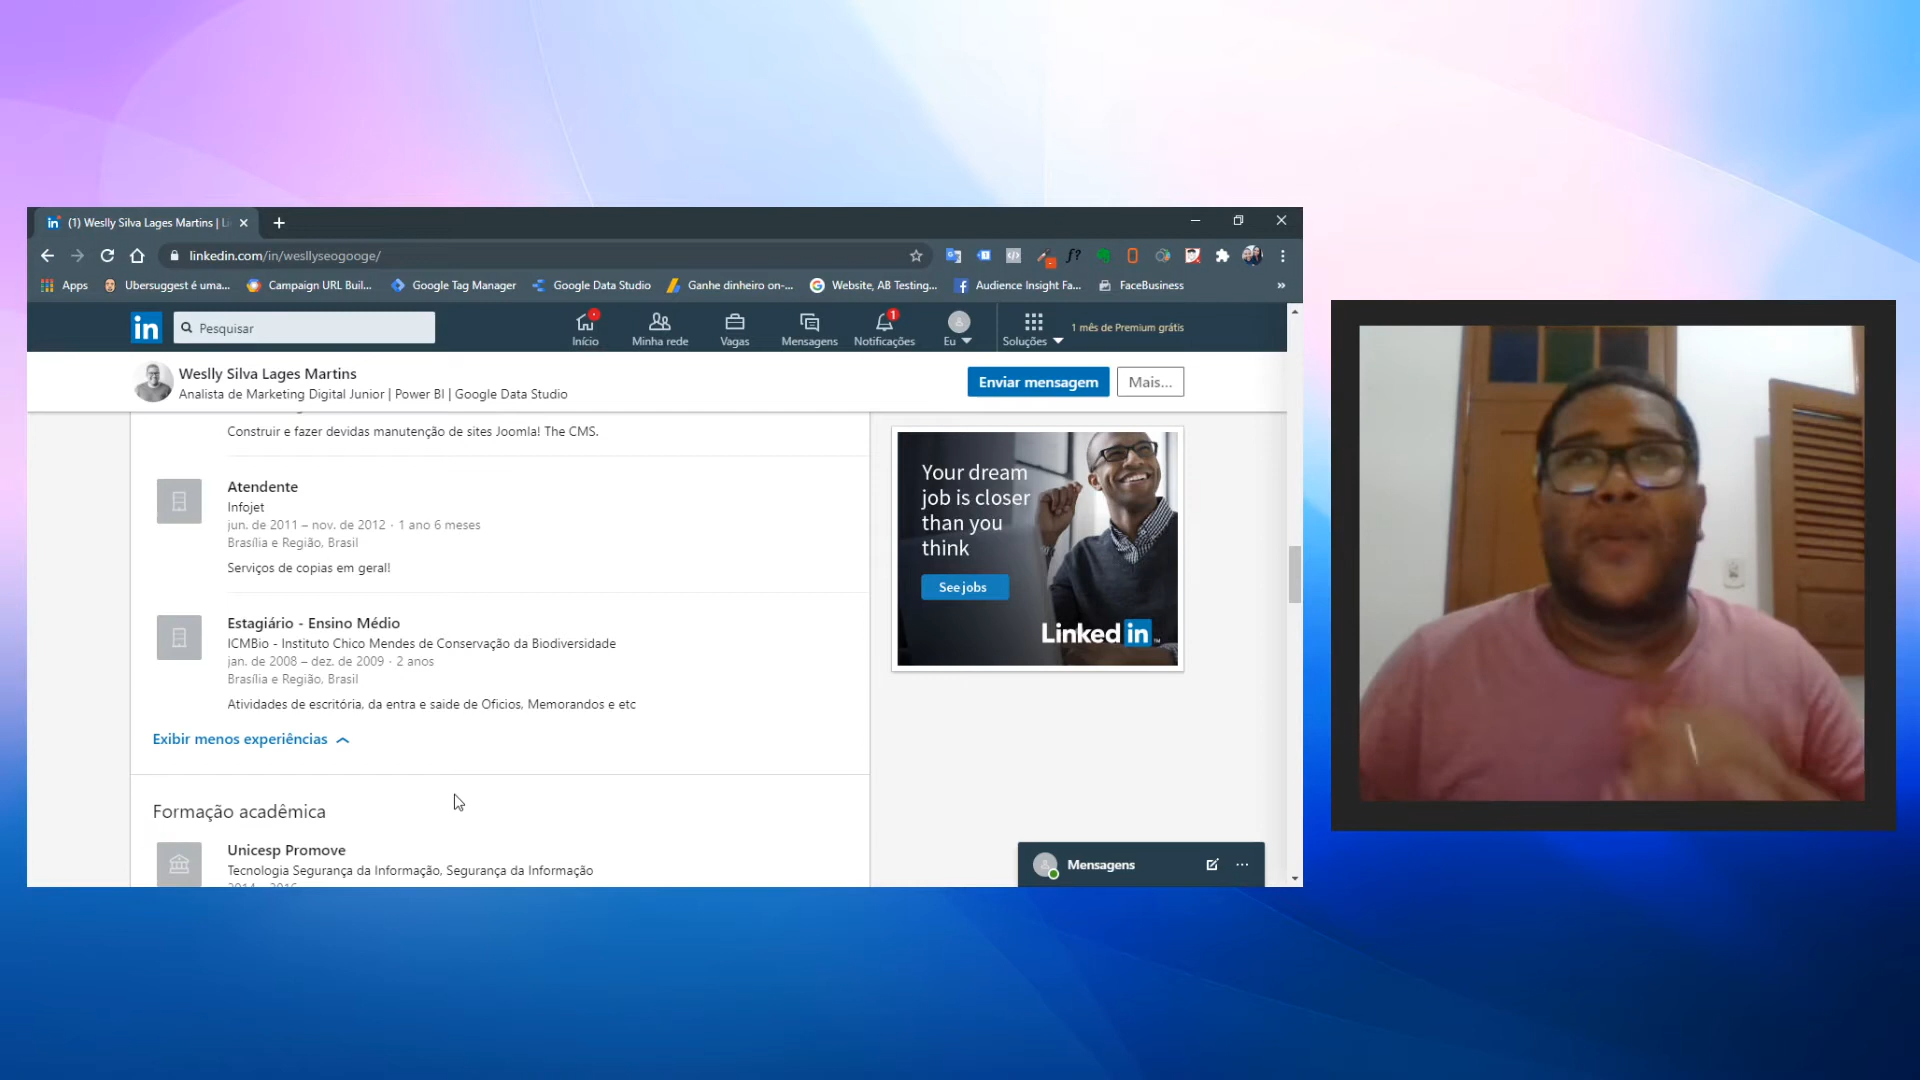 (1) Weslly Silva Lages Martins |
linkedin.com/in/wesllyseogooge/
Apps Ubersuggest é uma... Campaign URL Buil... Google Tag Manager Google Data Studio Ganhe dinheiro on-... Website, AB Testing... Audience Insight Fa... FaceBusiness »
in Pesquisar Início Minha rede Vagas Mensagens 1 Notificações Eu Soluções 1 mês de Premium grátis
Weslly Silva Lages Martins
Analista de Marketing Digital Junior | Power BI | Google Data Studio
Enviar mensagem Mais...
Construir e fazer devidas manutenção de sites Joomla! The CMS.
Atendente
Infojet
jun. de 2011 – nov. de 2012 · 1 ano 6 meses
Brasília e Região, Brasil
Serviços de copias em geral!
Estagiário - Ensino Médio
ICMBio - Instituto Chico Mendes de Conservação da Biodiversidade
jan. de 2008 – dez. de 2009 · 2 anos
Brasília e Região, Brasil
Atividades de escritória, da entra e saide de Oficios, Memorandos e etc
Exibir menos experiências
Formação acadêmica
Unicesp Promove
Tecnologia Segurança da Informação, Segurança da Informação
Your dream
job is closer
than you
think
See jobs
Linked in
Mensagens